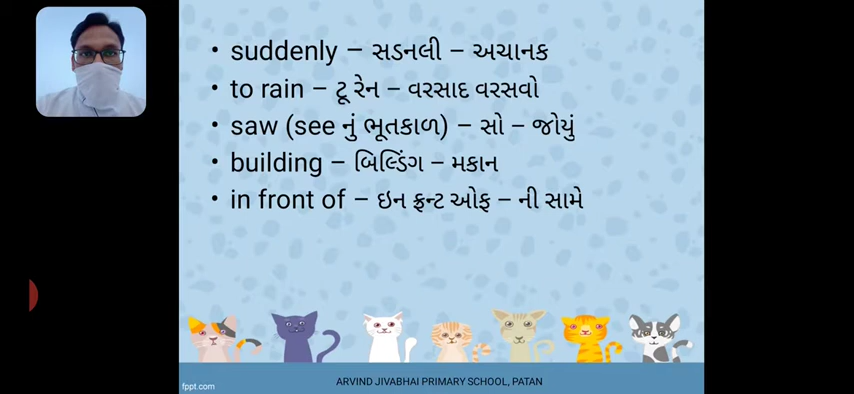 • suddenly – સડનલી – અચાનક
• to rain – ટૂ રેન – વરસાદ વરસવો
• saw (see નું ભૂતકાળ) – સો – જોયું
• building – બિલ્ડિંગ – મકાન
• in front of – ઇન ફ્રન્ટ ઓફ – ની સામે
fppt.com
ARVIND JIVABHAI PRIMARY SCHOOL, PATAN